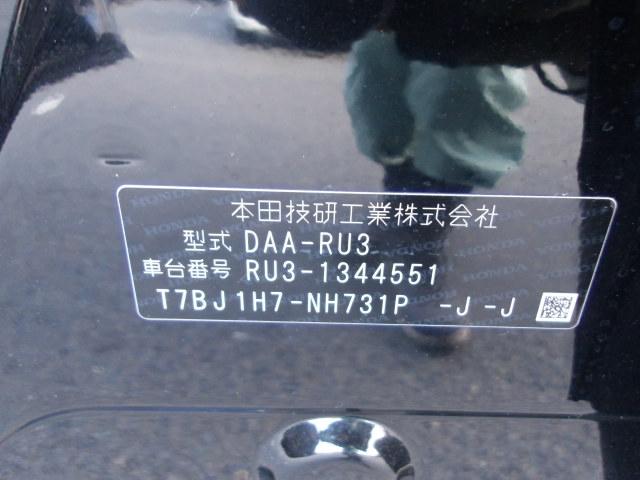 本田技研工業株式会社
型式 DAA-RU3
車台番号 RU3-1344551
T7BJ1H7-NH731P -J -J